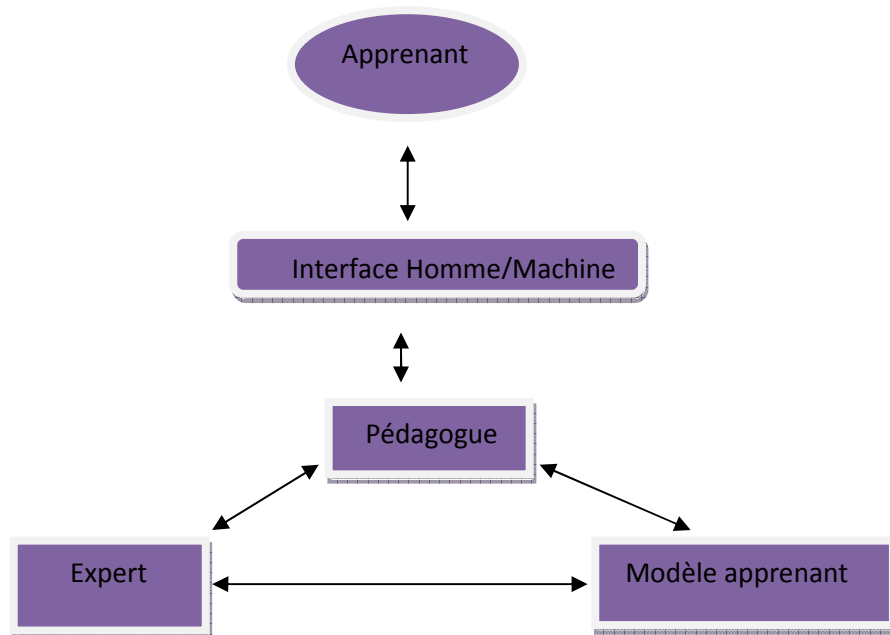 Apprenant
Interface Homme/Machine
Pédagogue
Expert
Modèle apprenant